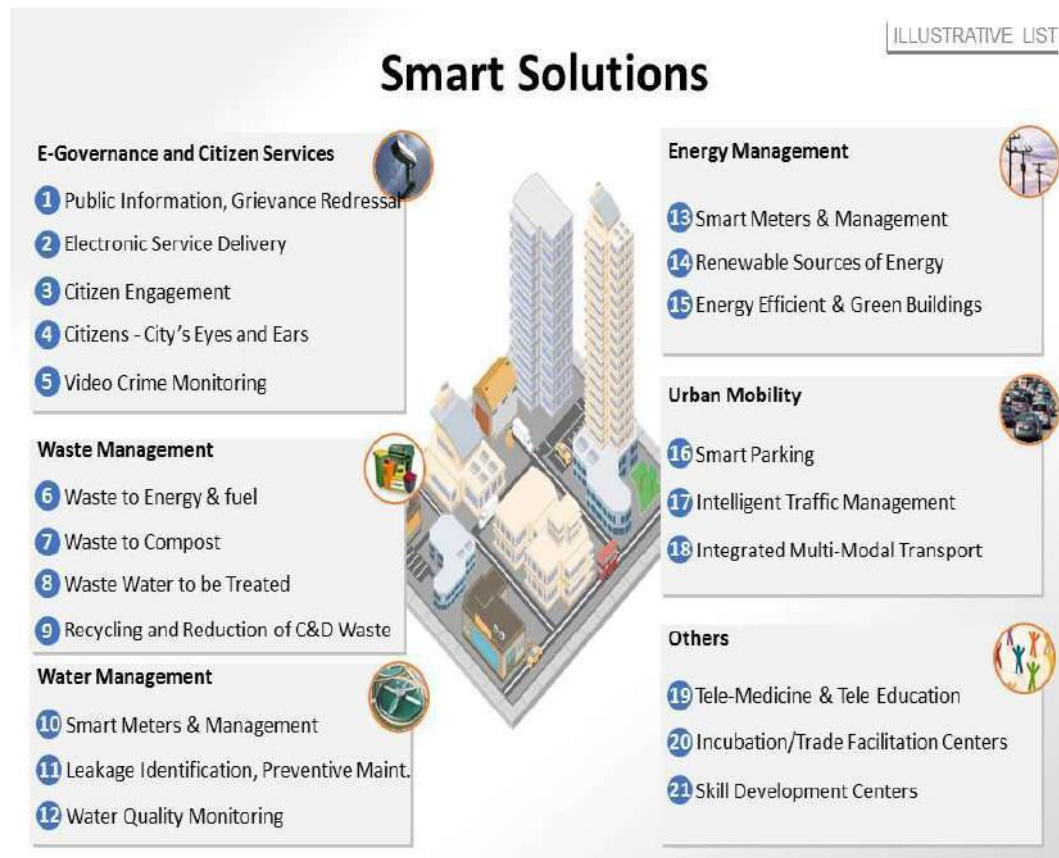 ILLUSTRATIVE LIST
Smart Solutions
E-Governance and Citizen Services
1 Public Information, Grievance Redressal
2 Electronic Service Delivery
3 Citizen Engagement
4 Citizens - City's Eyes and Ears
5 Video Crime Monitoring
Waste Management
6 Waste to Energy & fuel
7 Waste to Compost
8 Waste Water to be Treated
9 Recycling and Reduction of C&D Waste
Water Management
10 Smart Meters & Management
11 Leakage Identification, Preventive Maint.
12 Water Quality Monitoring
Energy Management
13 Smart Meters & Management
14 Renewable Sources of Energy
15 Energy Efficient & Green Buildings
Urban Mobility
16 Smart Parking
17 Intelligent Traffic Management
18 Integrated Multi-Modal Transport
Others
19 Tele-Medicine & Tele Education
20 Incubation/Trade Facilitation Centers
21 Skill Development Centers